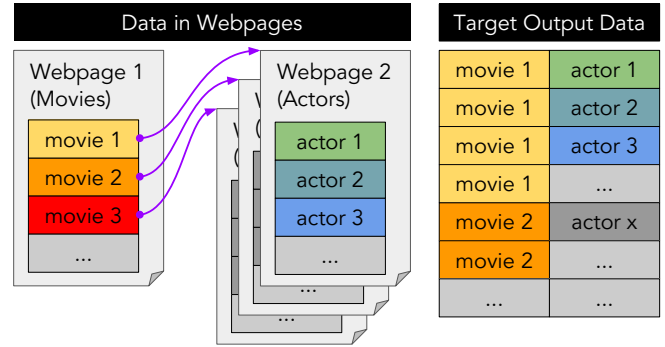 Data in Webpages
Webpage 1
(Movies)
movie 1
movie 2
movie 3
...
Webpage 2
(Actors)
actor 1
actor 2
actor 3
...
...
...
Target Output Data
movie 1 actor 1
movie 1 actor 2
movie 1 actor 3
movie 1 ...
movie 2 actor x
movie 2 ...
... ...